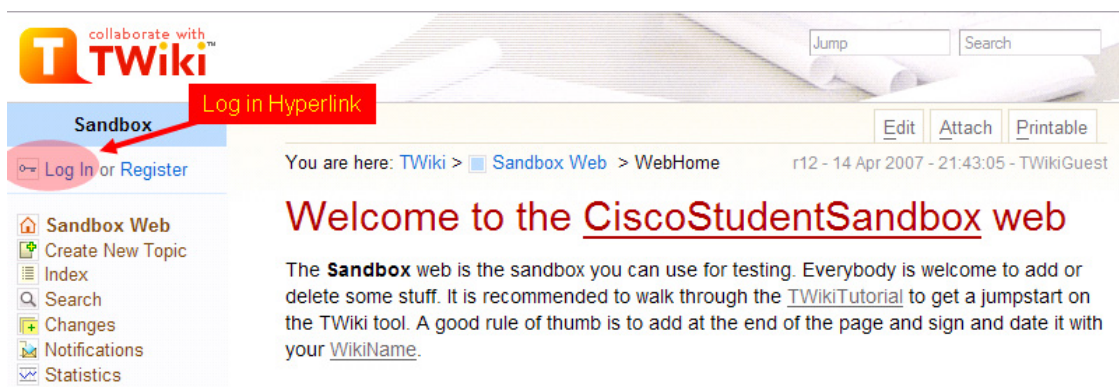 collaborate with
TWiki™
Jump
Search
Log in Hyperlink
Sandbox
Edit Attach Printable
Log In or Register
You are here: TWiki > Sandbox Web > WebHome
r12 - 14 Apr 2007 - 21:43:05 - TWikiGuest
Sandbox Web
Create New Topic
Index
Search
Changes
Notifications
Statistics
Welcome to the CiscoStudentSandbox web
The Sandbox web is the sandbox you can use for testing. Everybody is welcome to add or
delete some stuff. It is recommended to walk through the TWikiTutorial to get a jumpstart on
the TWiki tool. A good rule of thumb is to add at the end of the page and sign and date it with
your WikiName.